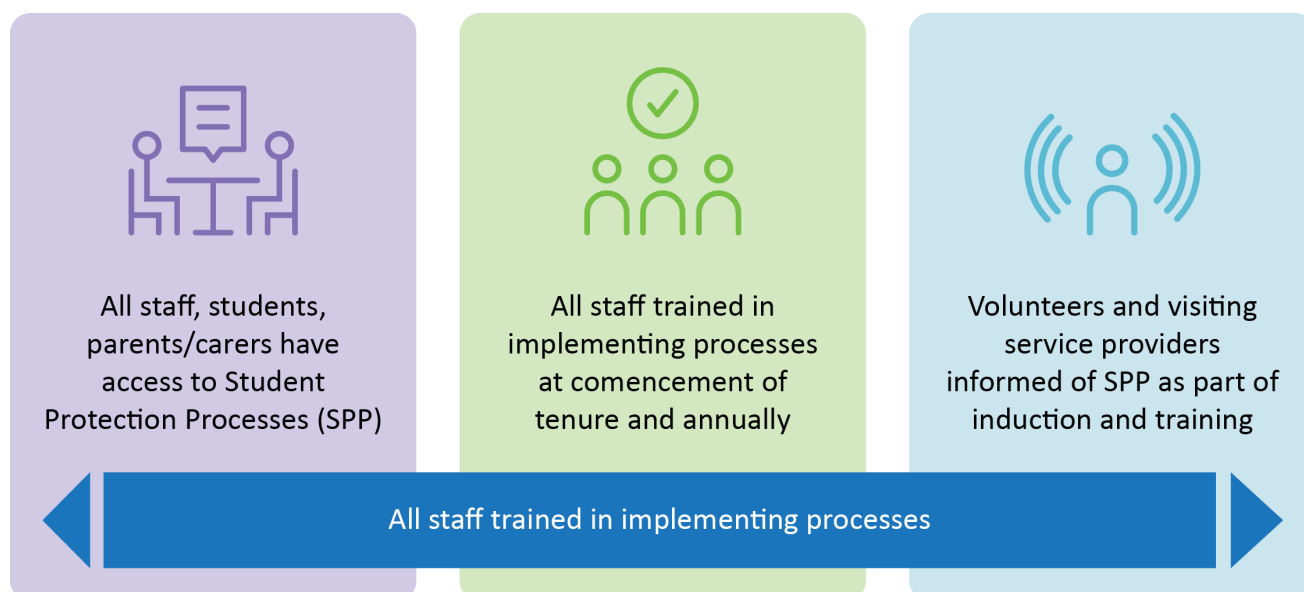 All staff, students,
parents/carers have
access to Student
Protection Processes (SPP)
All staff trained in
implementing processes
at comencement of
tenure and annually
Volunteers and visiting
service providers
informed of SPP as part of
induction and training
All staff trained in implementing processes